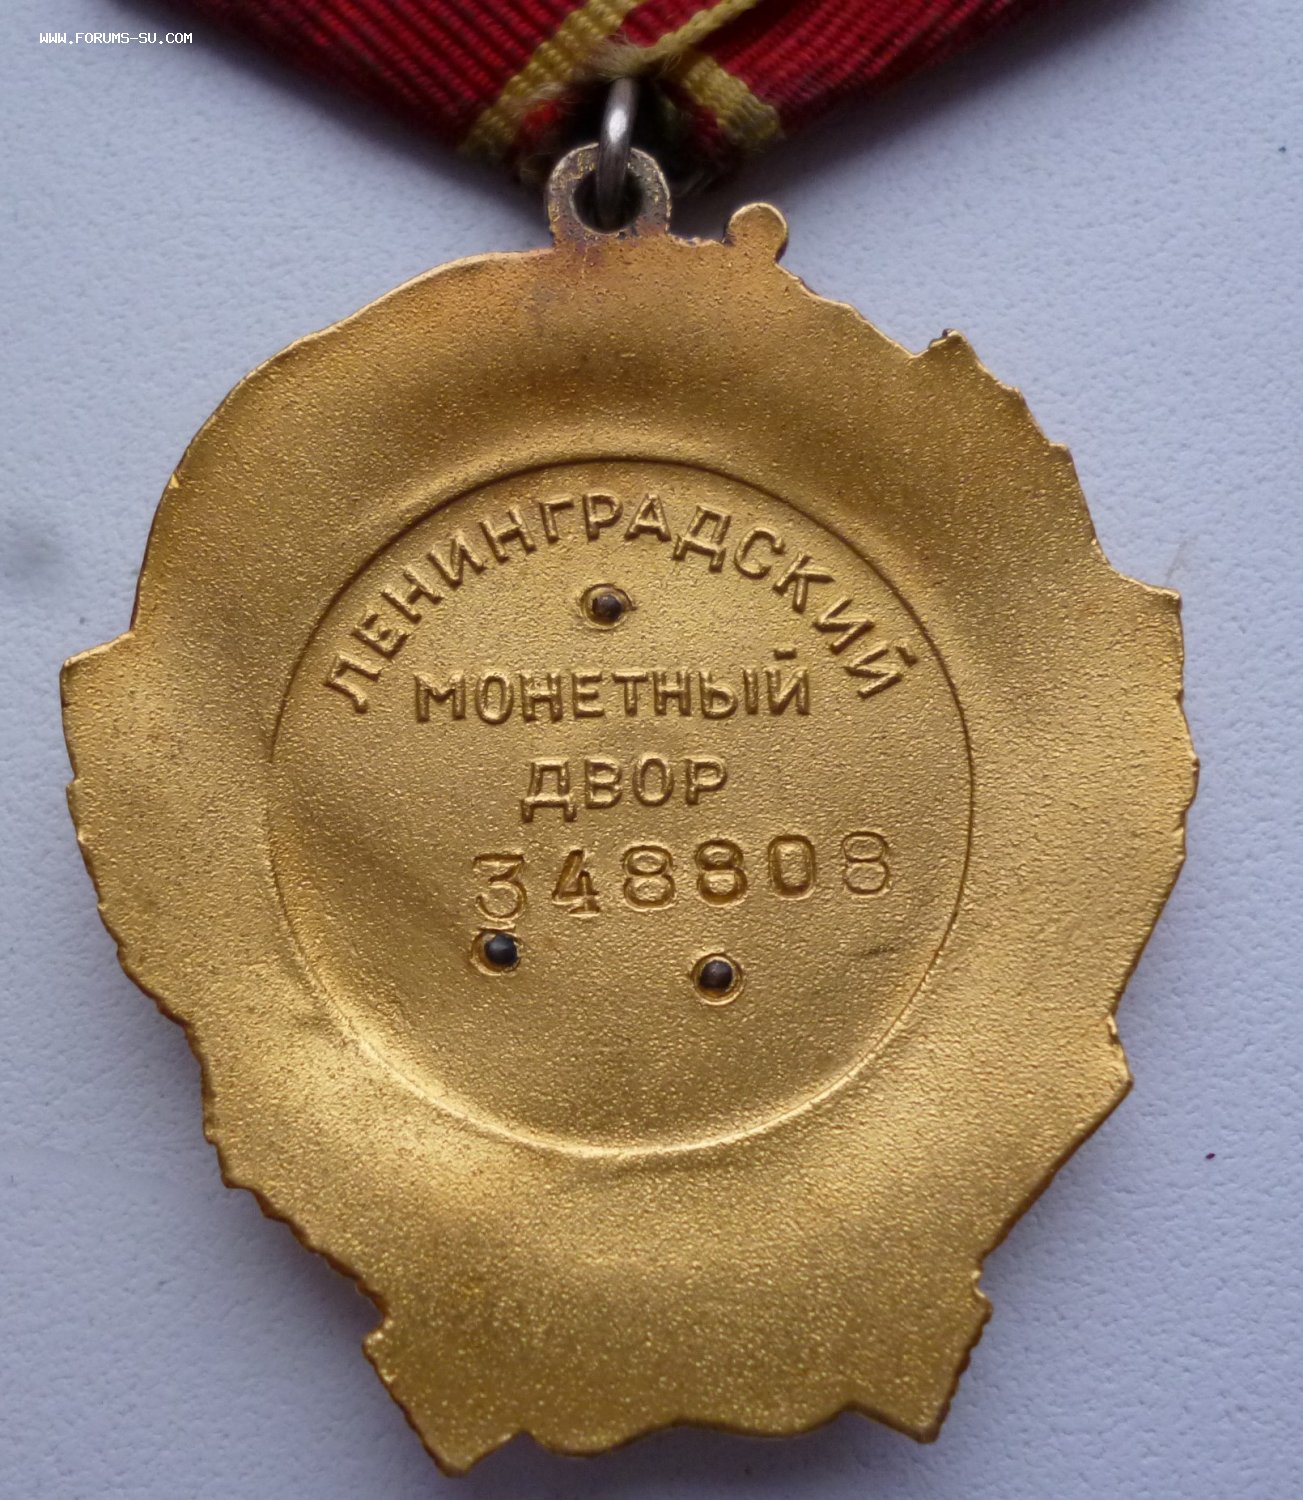 WWW.FORUMS-SU.COM
ЛЕНИНГРАДСКИЙ
МОНЕТНЫЙ
ДВОР
348808